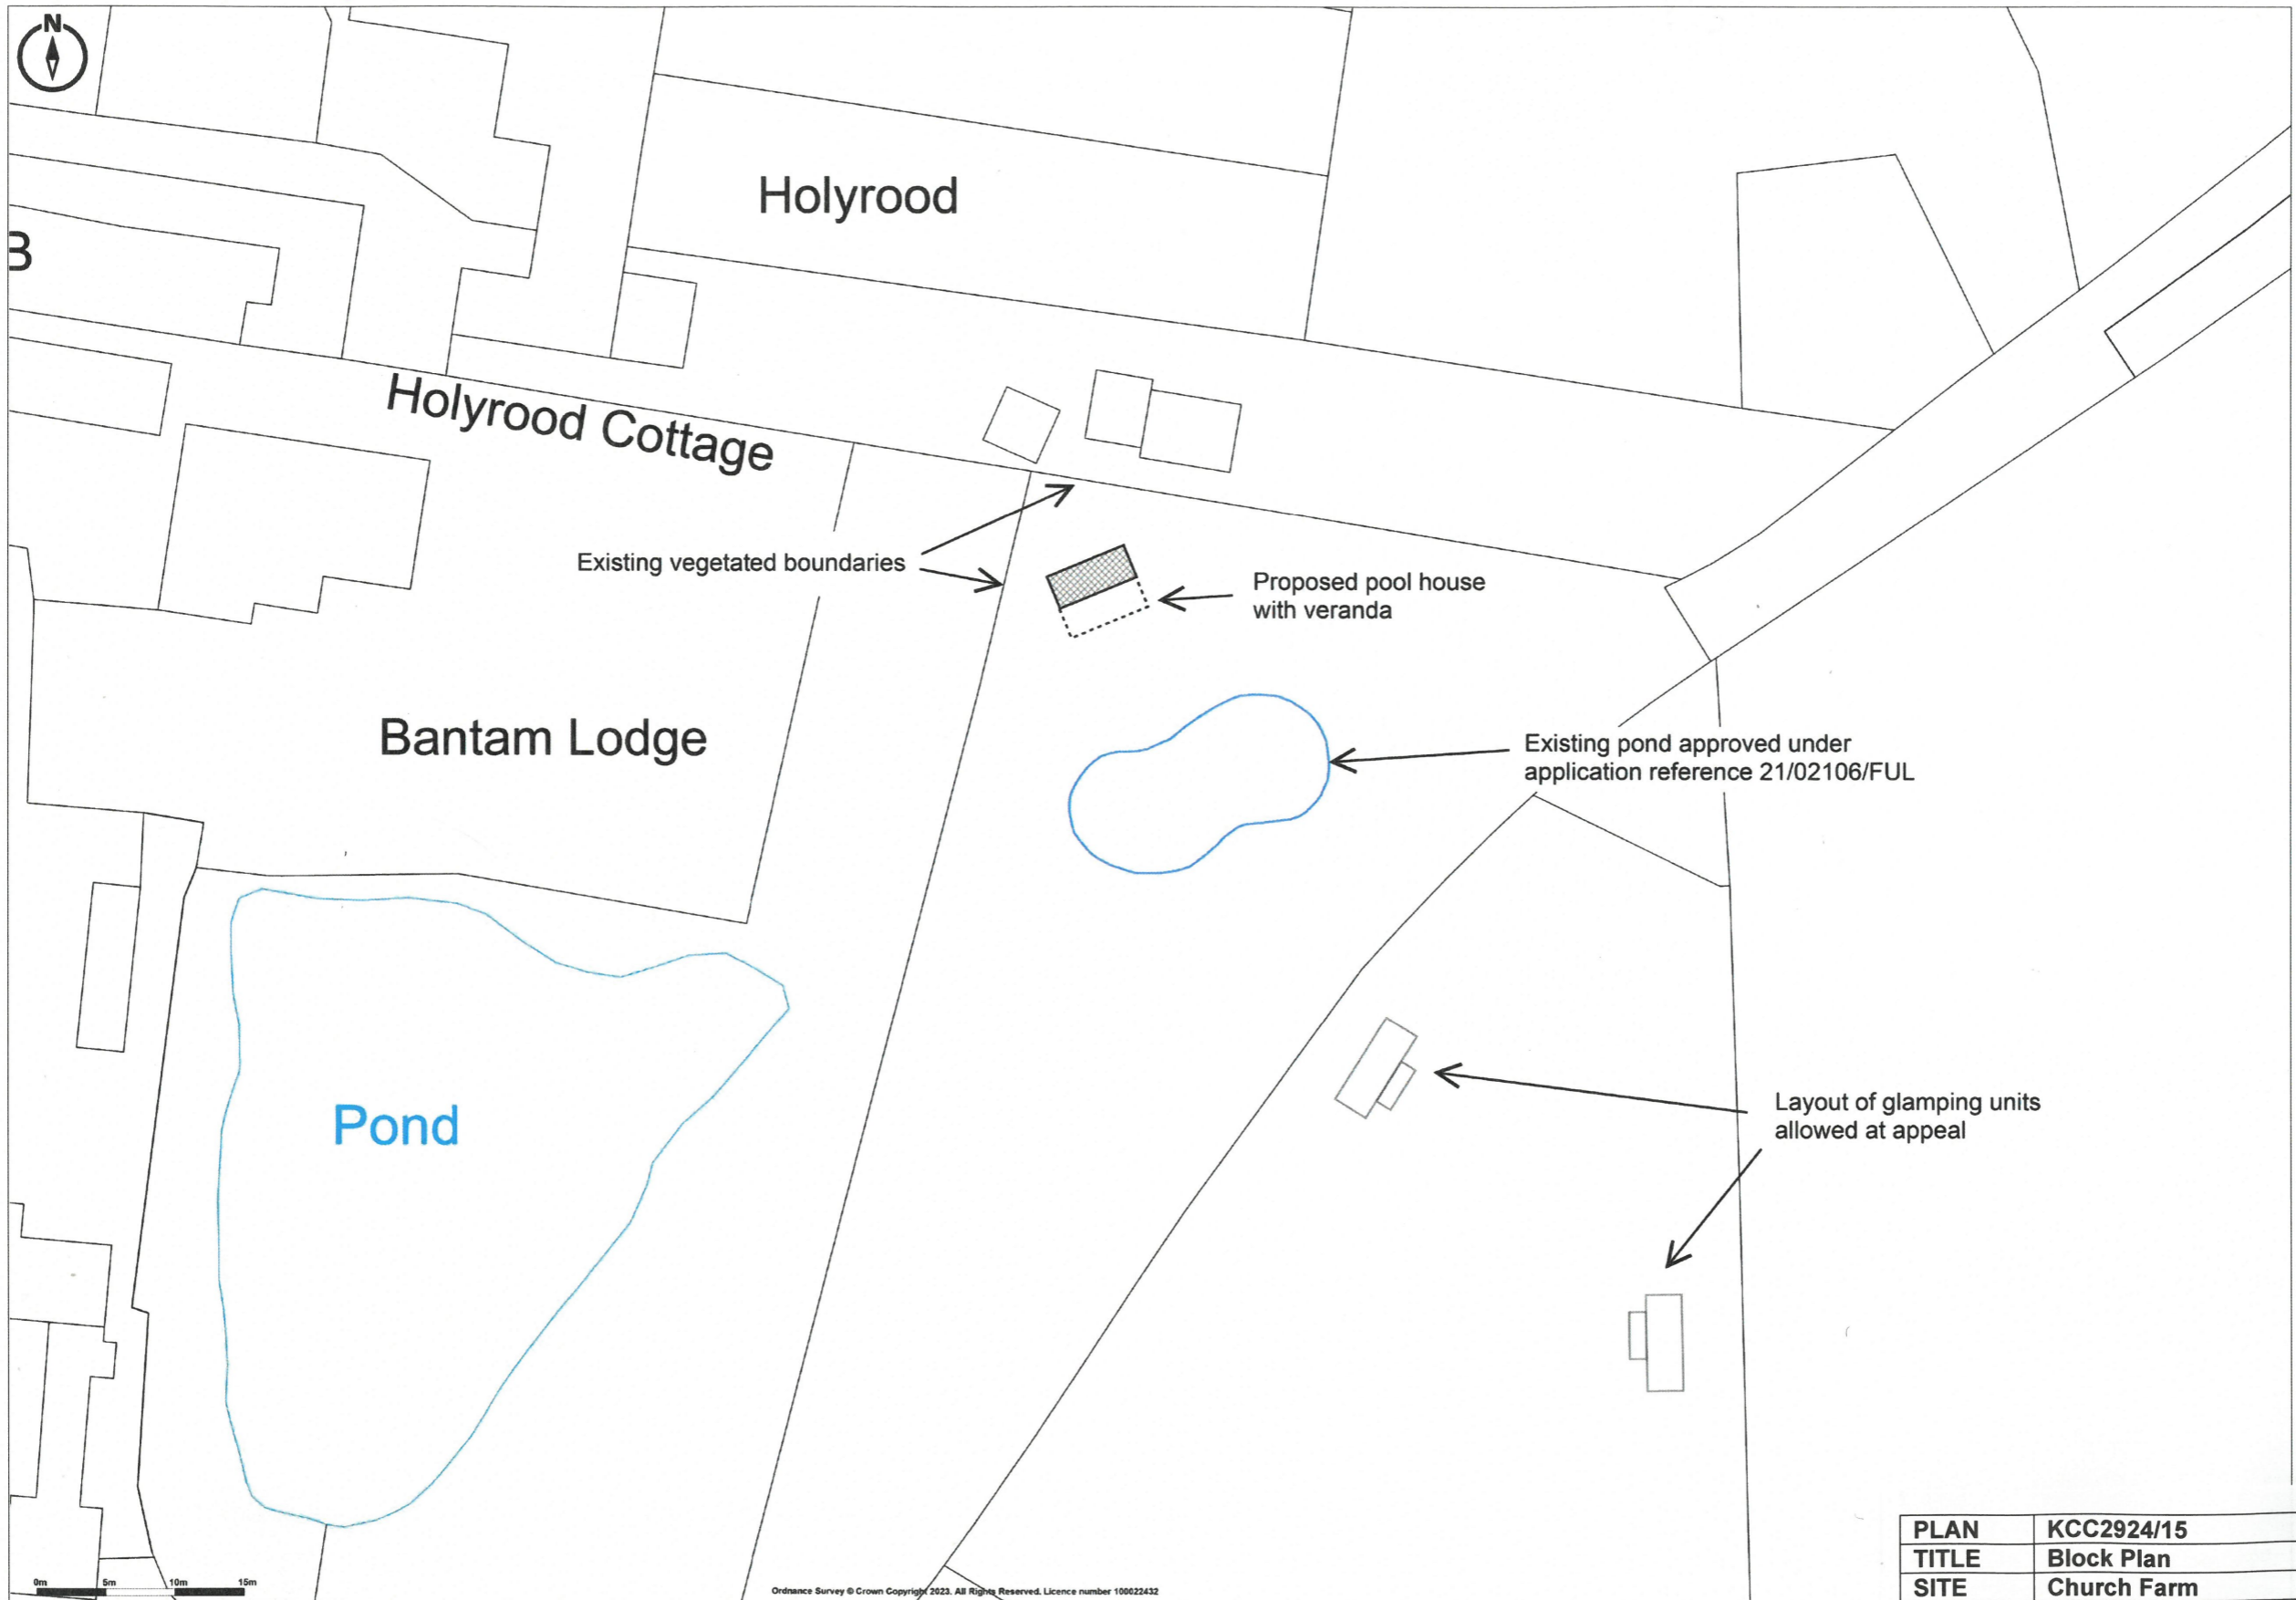 N
Holyrood
B
Holyrood Cottage
Existing vegetated boundaries
Proposed pool house
with veranda
Bantam Lodge
Existing pond approved under
application reference 21/02106/FUL
Pond
Layout of glamping units
allowed at appeal
0m 5m 10m 15m
Ordnance Survey © Crown Copyright 2023. All Rights Reserved. Licence number 100022432
PLAN KCC2924/15
TITLE Block Plan
SITE Church Farm